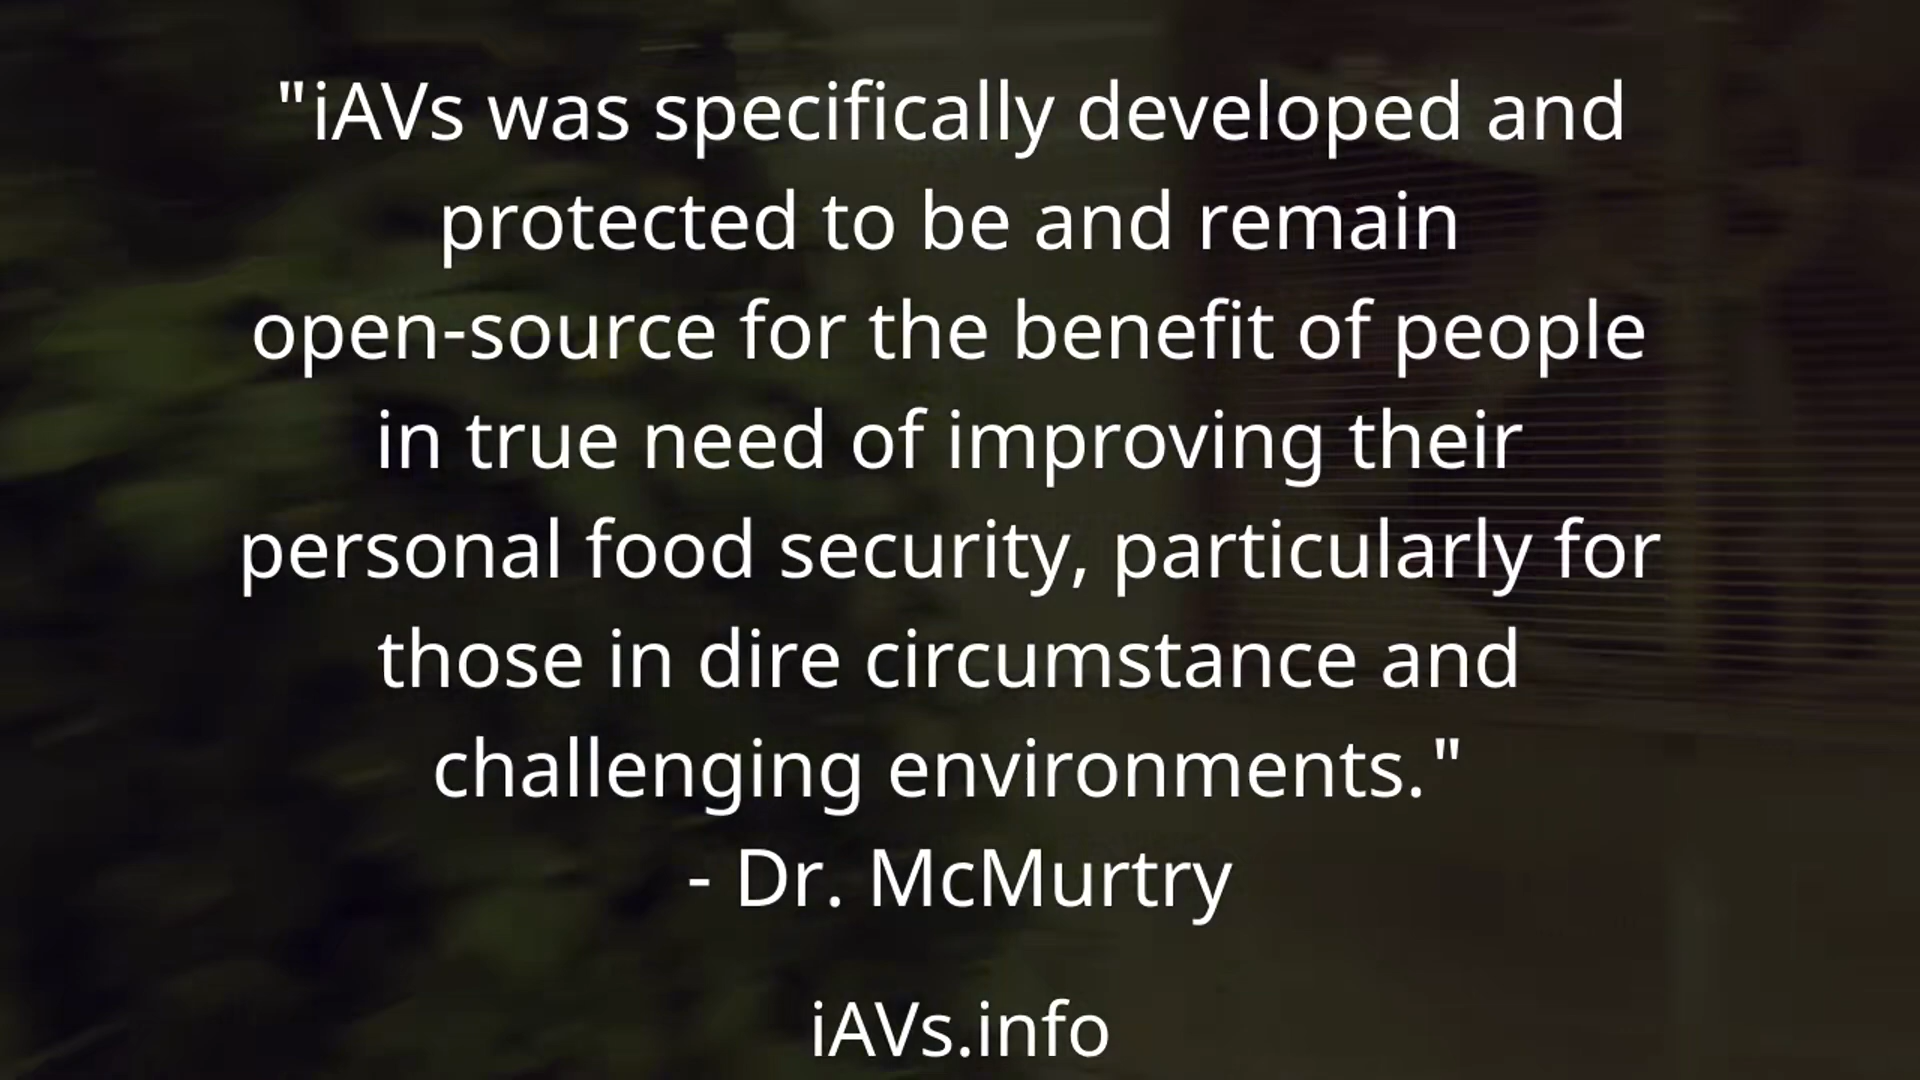 "iAVs was specifically developed and
protected to be and remain
open-source for the benefit of people
in true need of improving their
personal food security, particularly for
those in dire circumstance and
challenging environments."
- Dr. McMurtry
iAVs.info